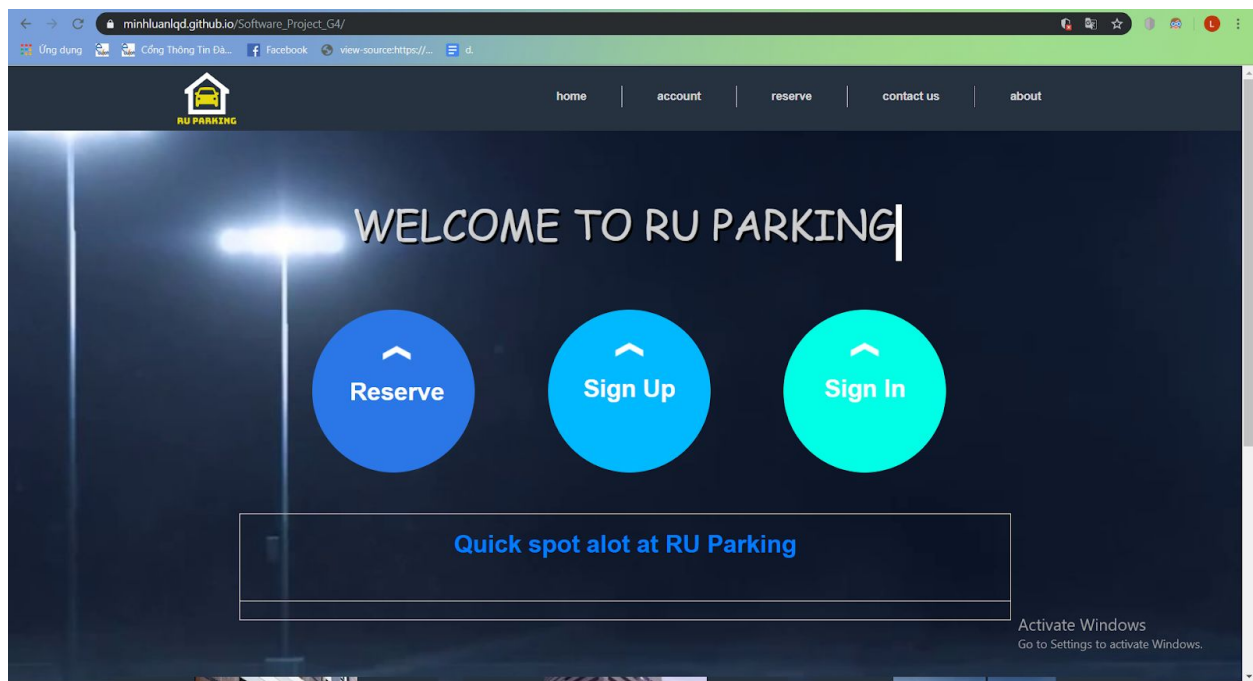 minhluanlqd.github.io/Software_Project_G4/
L
Ứng dụng Cổng Thông Tin Đà... Facebook view-source:https://... d.
RU PARKING
home account reserve contact us about
WELCOME TO RU PARKING
Reserve Sign Up Sign In
Quick spot alot at RU Parking
Activate Windows
Go to Settings to activate Windows.